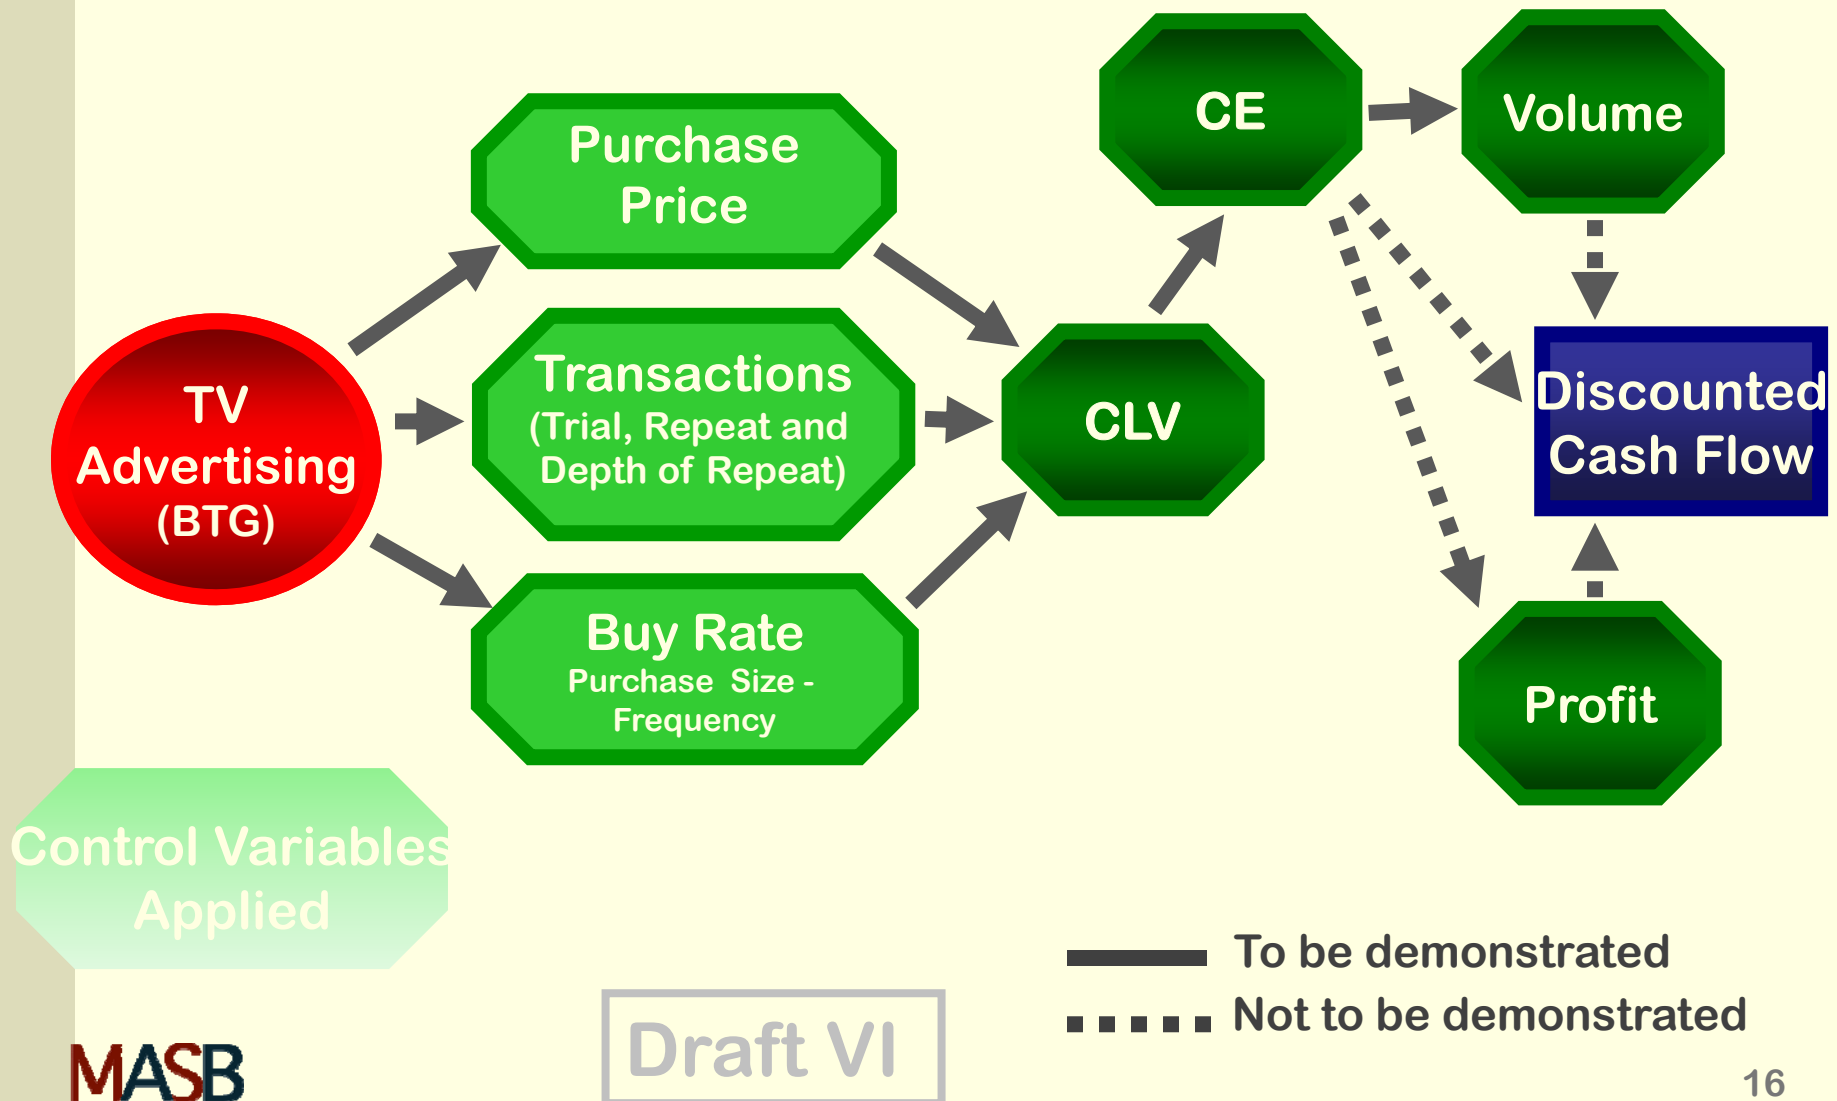 CE
Volume
Purchase
Price
TV
Advertising
(BTG)
Transactions
(Trial, Repeat and
Depth of Repeat)
CLV
Discounted
Cash Flow
Buy Rate
Purchase Size -
Frequency
Profit
Control Variables
Applied
To be demonstrated
Not to be demonstrated
MASB
Draft VI
16